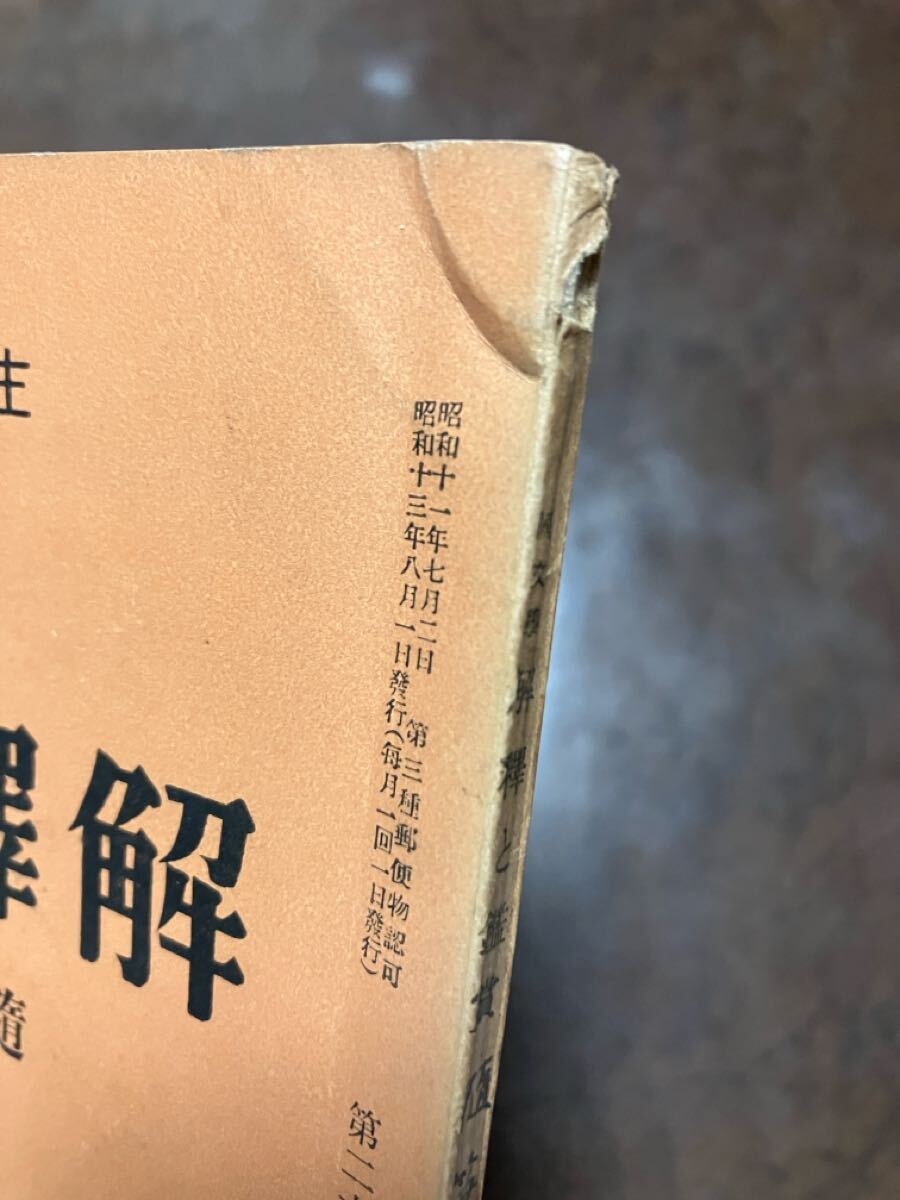 昭和十一年七月二日　第三種郵便物認可
昭和十三年八月一日發行(毎月一回一日發行)
解釋
隨
第二
國文學 解釋と鑑賞